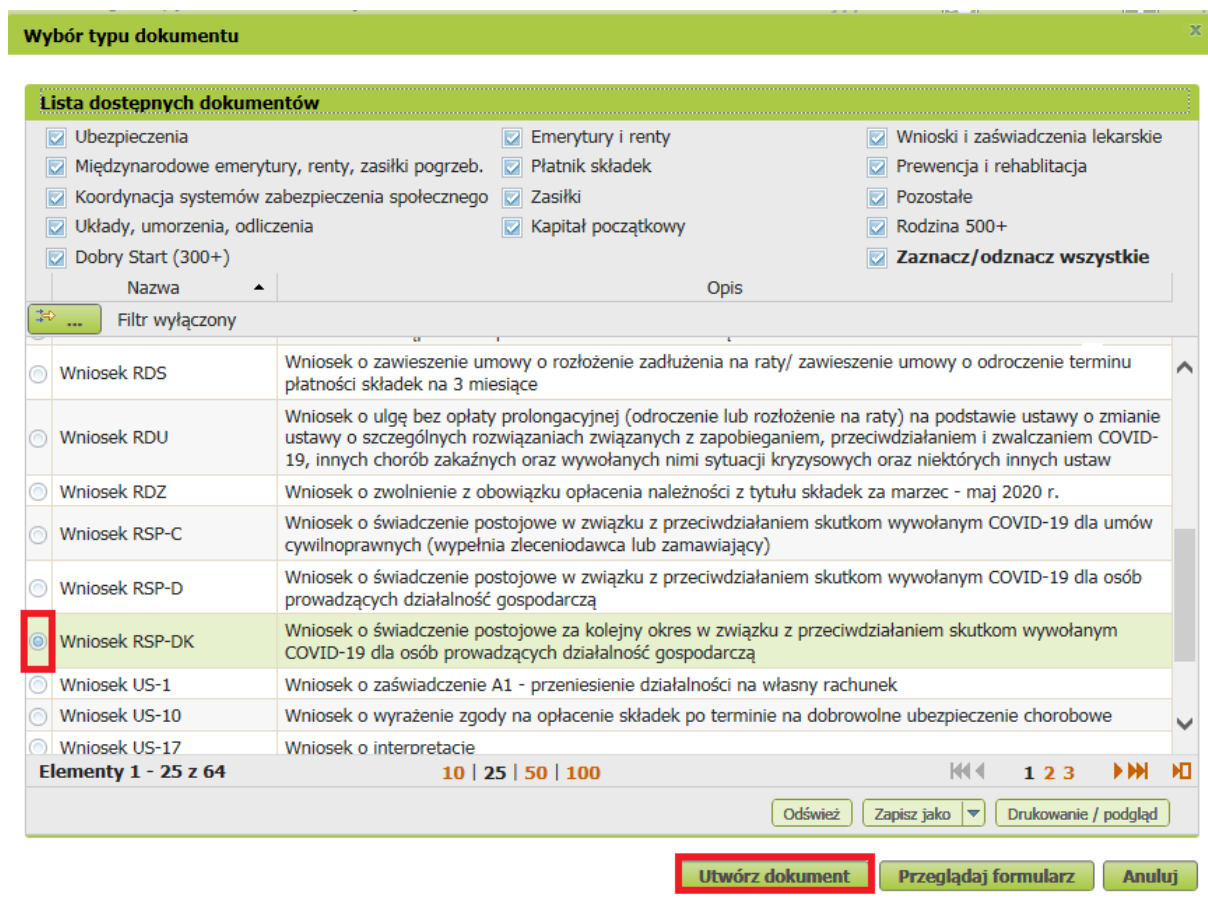 Wybór typu dokumentu
x
Lista dostępnych dokumentów
Ubezpieczenia
Emerytury i renty
Wnioski i zaświadczenia lekarskie
Międzynarodowe emerytury, renty, zasiłki pogrzeb.
Płatnik składek
Prewencja i rehablitacja
Koordynacja systemów zabezpieczenia społecznego
Zasiłki
Pozostałe
Układy, umorzenia, odliczenia
Kapitał początkowy
Rodzina 500+
Dobry Start (300+)
Zaznacz/odznacz wszystkie
Nazwa
Opis
...
Filtr wyłączony
Wniosek RDS
Wniosek o zawieszenie umowy o rozłożenie zadłużenia na raty/ zawieszenie umowy o odroczenie terminu
płatności składek na 3 miesiące
Wniosek RDU
Wniosek o ulgę bez opłaty prolongacyjnej (odroczenie lub rozłożenie na raty) na podstawie ustawy o zmianie
ustawy o szczególnych rozwiązaniach związanych z zapobieganiem, przeciwdziałaniem i zwalczaniem COVID-
19, innych chorób zakaźnych oraz wywołanych nimi sytuacji kryzysowych oraz niektórych innych ustaw
Wniosek RDZ
Wniosek o zwolnienie z obowiązku opłacenia należności z tytułu składek za marzec - maj 2020 r.
Wniosek RSP-C
Wniosek o świadczenie postojowe w związku z przeciwdziałaniem skutkom wywołanym COVID-19 dla umów
cywilnoprawnych (wypełnia zleceniodawca lub zamawiający)
Wniosek RSP-D
Wniosek o świadczenie postojowe w związku z przeciwdziałaniem skutkom wywołanym COVID-19 dla osób
prowadzących działalność gospodarczą
Wniosek RSP-DK
Wniosek o świadczenie postojowe za kolejny okres w związku z przeciwdziałaniem skutkom wywołanym
COVID-19 dla osób prowadzących działalność gospodarczą
Wniosek US-1
Wniosek o zaświadczenie A1 - przeniesienie działalności na własny rachunek
Wniosek US-10
Wniosek o wyrażenie zgody na opłacenie składek po terminie na dobrowolne ubezpieczenie chorobowe
Wniosek US-17
Wniosek o interpretację
Elementy 1 - 25 z 64
10 | 25 | 50 | 100
1 2 3
Odśwież
Zapisz jako
Drukowanie / podgląd
Utwórz dokument
Przeglądaj formularz
Anuluj